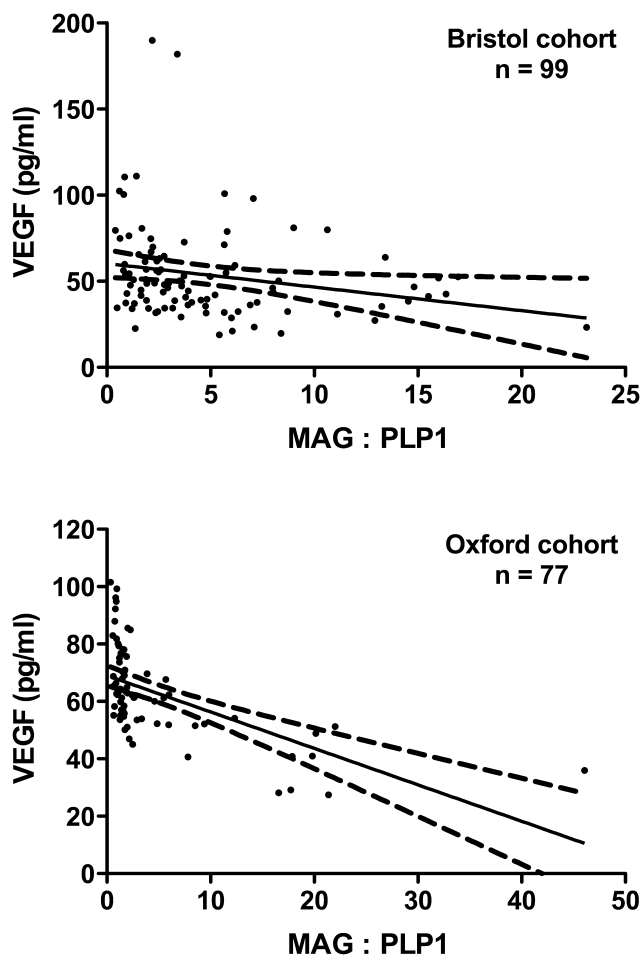 200
150
100
50
0
VEGF (pg/ml)
Bristol cohort
n = 99
0 5 10 15 20 25
MAG : PLP1
120
100
80
60
40
20
0
VEGF (pg/ml)
Oxford cohort
n = 77
0 10 20 30 40 50
MAG : PLP1